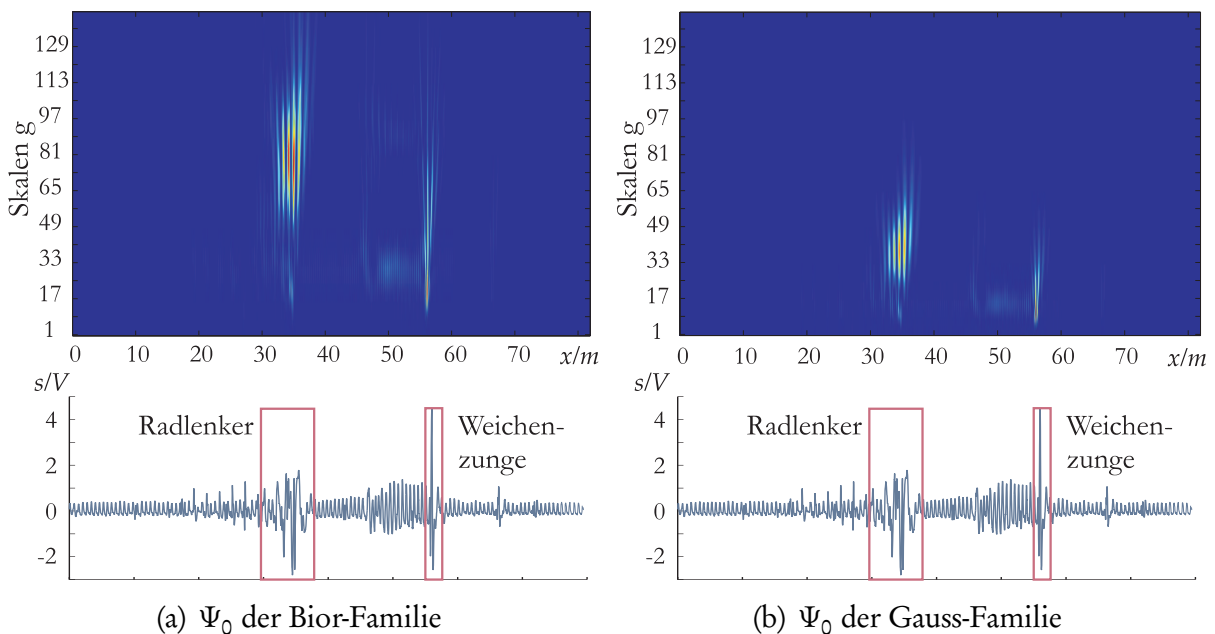 129
113
97
81
65
49
33
17
1
Skalen g
0 10 20 30 40 50 60 70 x/m
s/V
4
2
0
-2
Radlenker
Weichen-
zunge
(a) Ψ0 der Bior-Familie
129
113
97
81
65
49
33
17
1
Skalen g
0 10 20 30 40 50 60 70 x/m
s/V
4
2
0
-2
Radlenker
Weichen-
zunge
(b) Ψ0 der Gauss-Familie